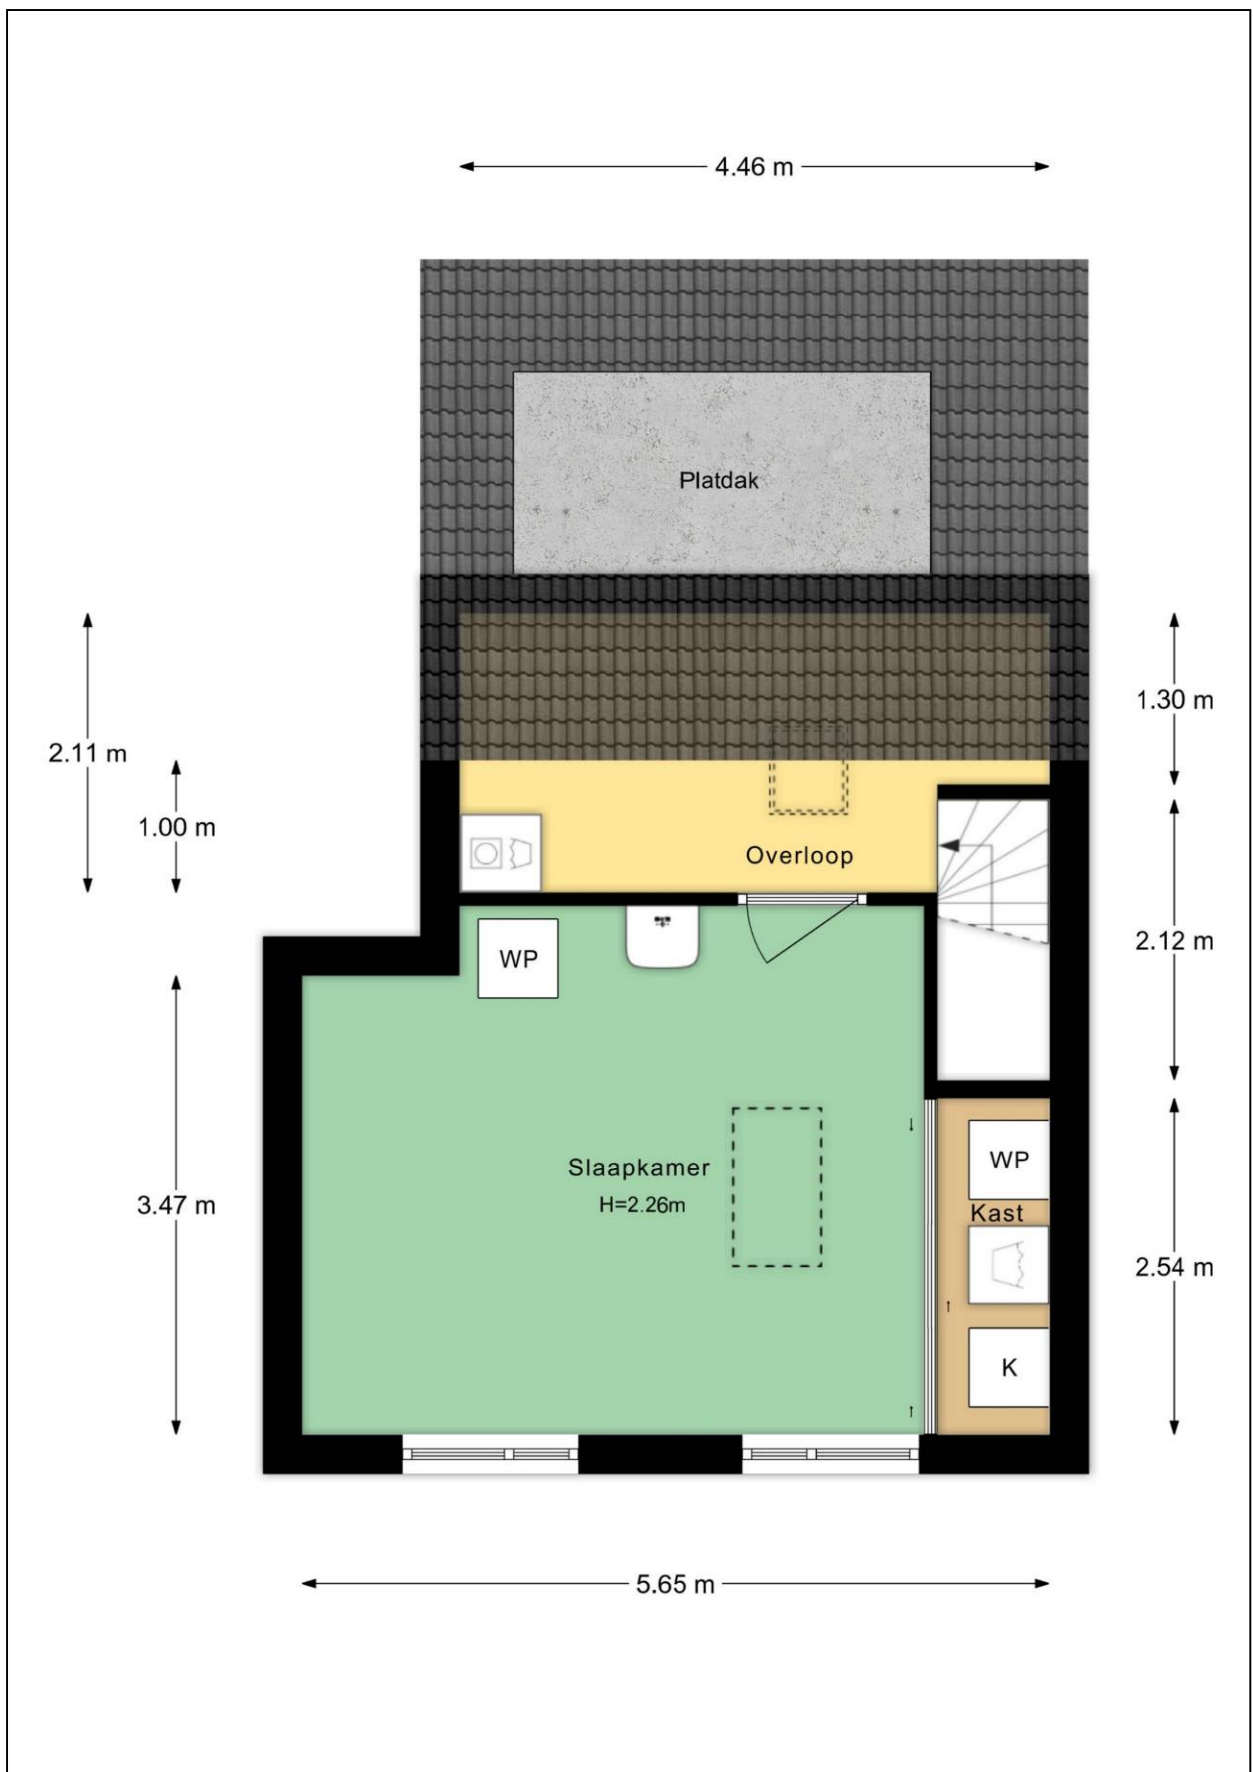 4.46 m
Platdak
1.30 m
2.11 m
1.00 m
Overloop
2.12 m
WP
WP
Slaapkamer
H=2.26m
3.47 m
Kast
2.54 m
K
5.65 m